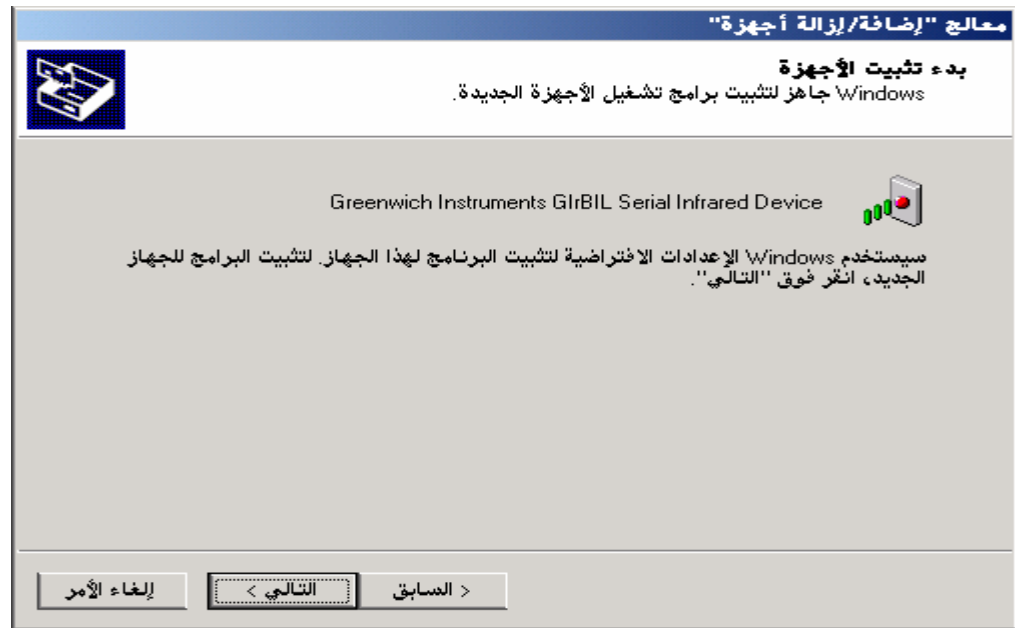 معالج "إضافة/إزالة أجهزة"
بدء تثبيت الأجهزة
Windows جاهز لتثبيت برامج تشغيل الأجهزة الجديدة.
Greenwich Instruments GIrBIL Serial Infrared Device
سيستخدم Windows الإعدادات الافتراضية لتثبيت البرنامج لهذا الجهاز. لتثبيت البرامج للجهاز
الجديد، انقر فوق "التالي".
< السابق
التالي >
إلغاء الأمر